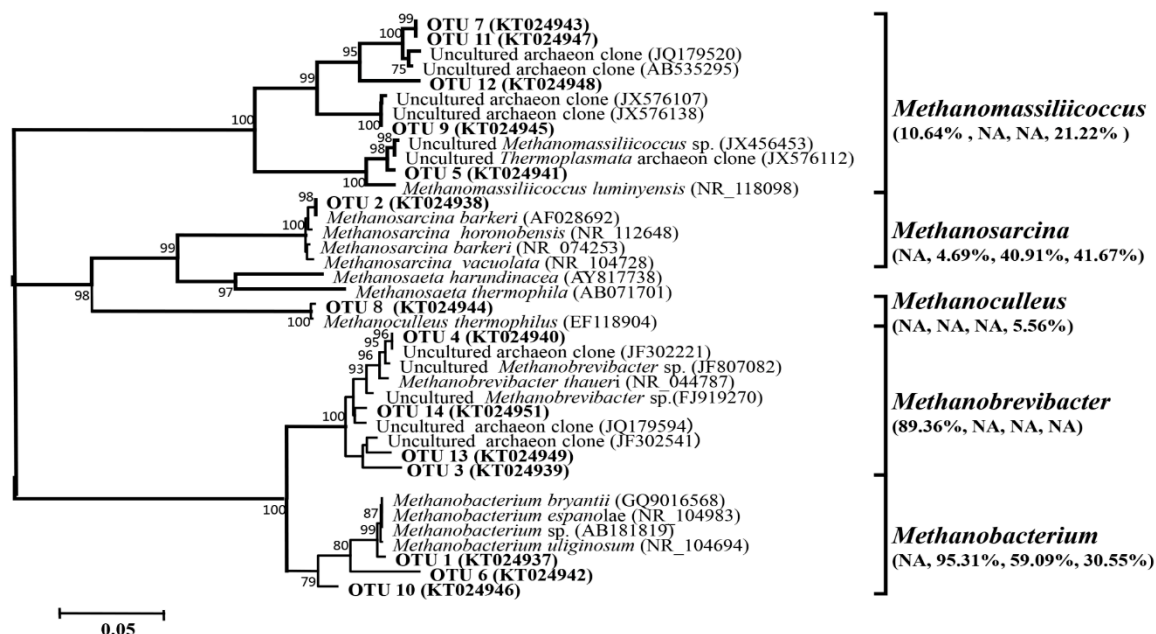 99
OTU 7 (KT024943)
100
OTU 11 (KT024947)
95
Uncultured archaeon clone (JQ179520)
75
Uncultured archaeon clone (AB535295)
99
OTU 12 (KT024948)
Uncultured archaeon clone (JX576107)
Uncultured archaeon clone (JX576138)
100
100
OTU 9 (KT024945)
98
Uncultured Methanomassiliicoccus sp. (JX456453)
98
Uncultured Thermoplasmata archaeon clone (JX576112)
OTU 5 (KT024941)
100
Methanomassiliicoccus luminyensis (NR_118098)
Methanomassiliicoccus
(10.64% , NA, NA, 21.22% )
98
OTU 2 (KT024938)
Methanosarcina barkeri (AF028692)
100
Methanosarcina horonobensis (NR_112648)
99
Methanosarcina barkeri (NR_074253)
Methanosarcina vacuolata (NR_104728)
Methanosaeta harundinacea (AY817738)
98
97
Methanosaeta thermophila (AB071701)
Methanosarcina
(NA, 4.69%, 40.91%, 41.67%)
OTU 8 (KT024944)
100
Methanoculleus thermophilus (EF118904)
Methanoculleus
(NA, NA, NA, 5.56%)
96
OTU 4 (KT024940)
95
Uncultured archaeon clone (JF302221)
96
Uncultured Methanobrevibacter sp. (JF807082)
93
Methanobrevibacter thaueri (NR_044787)
Uncultured Methanobrevibacter sp.(FJ919270)
100
OTU 14 (KT024951)
Uncultured archaeon clone (JQ179594)
Uncultured archaeon clone (JF302541)
OTU 13 (KT024949)
OTU 3 (KT024939)
Methanobrevibacter
(89.36%, NA, NA, NA)
100
Methanobacterium bryantii (GQ9016568)
87
Methanobacterium espanolae (NR_104983)
99
Methanobacterium sp. (AB181819)
80
Methanobacterium uliginosum (NR_104694)
OTU 1 (KT024937)
OTU 6 (KT024942)
79
OTU 10 (KT024946)
Methanobacterium
(NA, 95.31%, 59.09%, 30.55%)
0.05